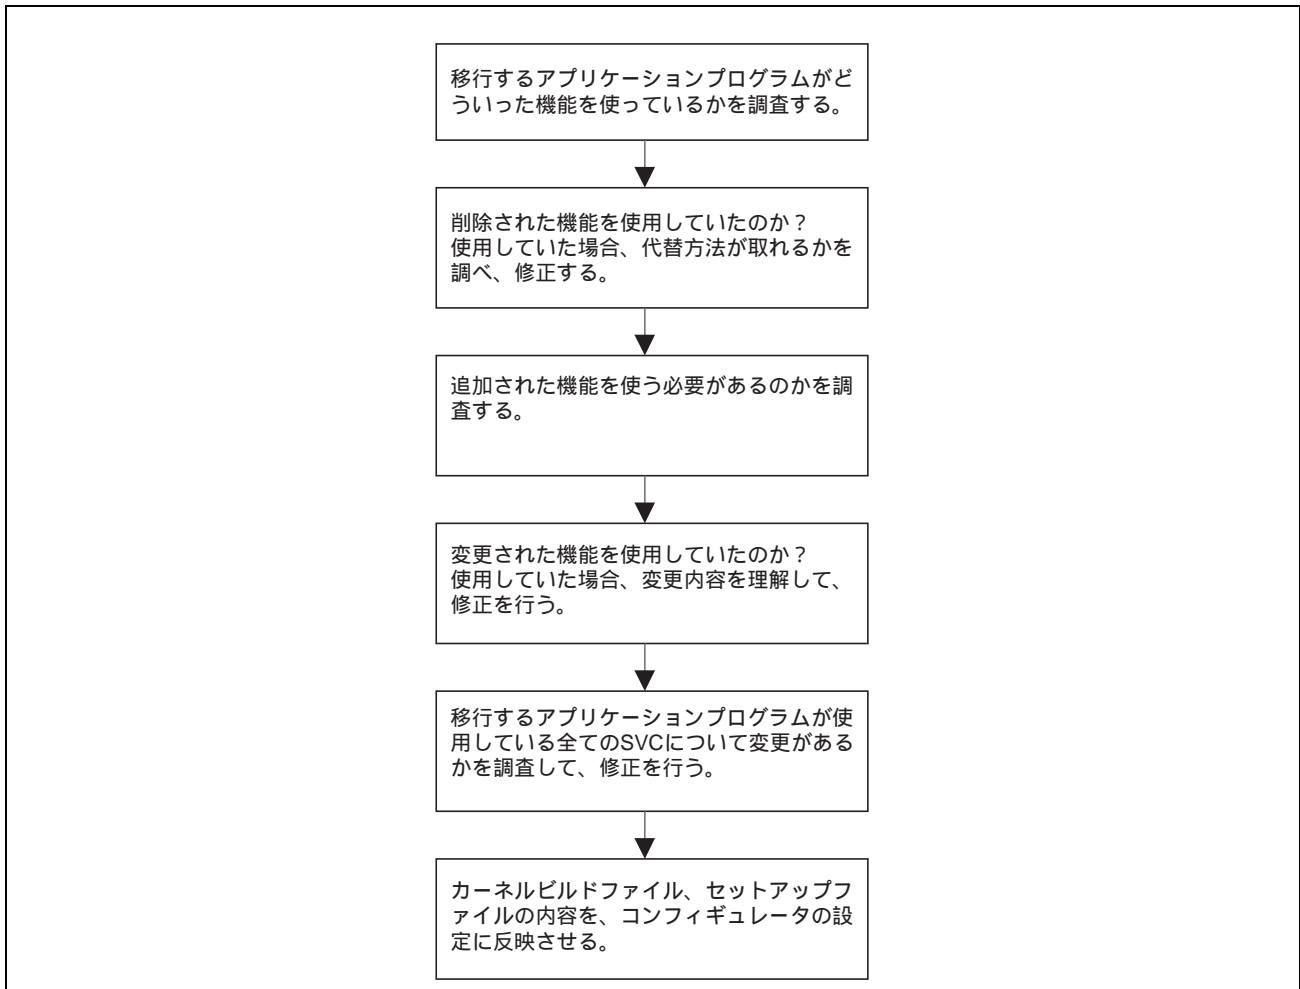 移行するアプリケーションプログラムがど
ういった機能を使っているかを調査する。
削除された機能を使用していたのか？
使用していた場合、代替方法が取れるかを
調べ、修正する。
追加された機能を使う必要があるのかを調
査する。
変更された機能を使用していたのか？
使用していた場合、変更内容を理解して、
修正を行う。
移行するアプリケーションプログラムが使
用している全てのSVCについて変更がある
かを調査して、修正を行う。
カーネルビルドファイル、セットアップフ
ァイルの内容を、コンフィギュレータの設
定に反映させる。